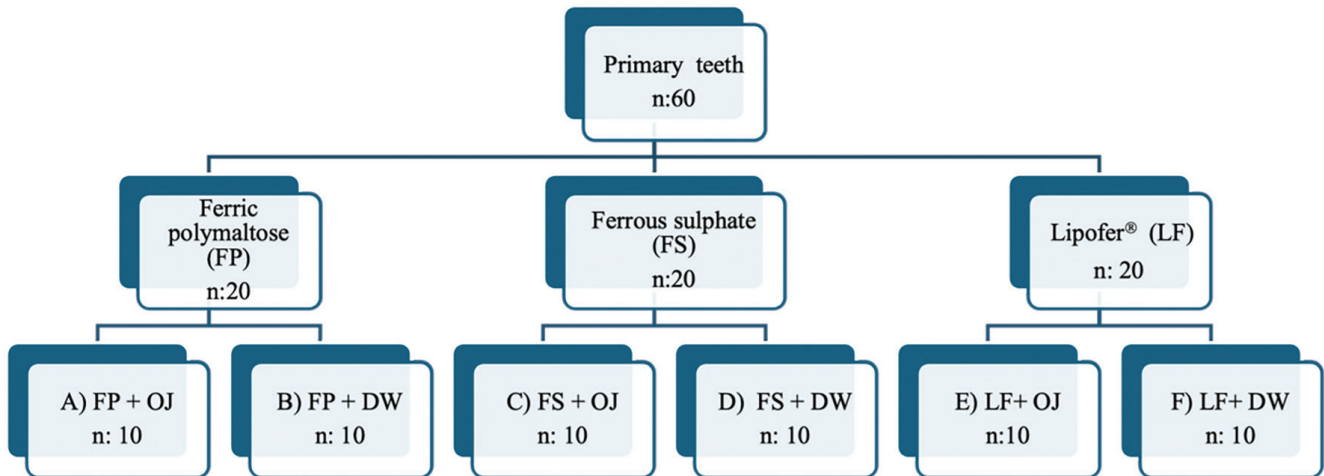 Primary teeth
n:60
Ferric
polymaltose
(FP)
n:20
Ferrous sulphate
(FS)
n:20
Lipofer® (LF)
n: 20
A) FP + OJ
n: 10
B) FP + DW
n: 10
C) FS + OJ
n: 10
D) FS + DW
n: 10
E) LF+ OJ
n:10
F) LF+ DW
n: 10